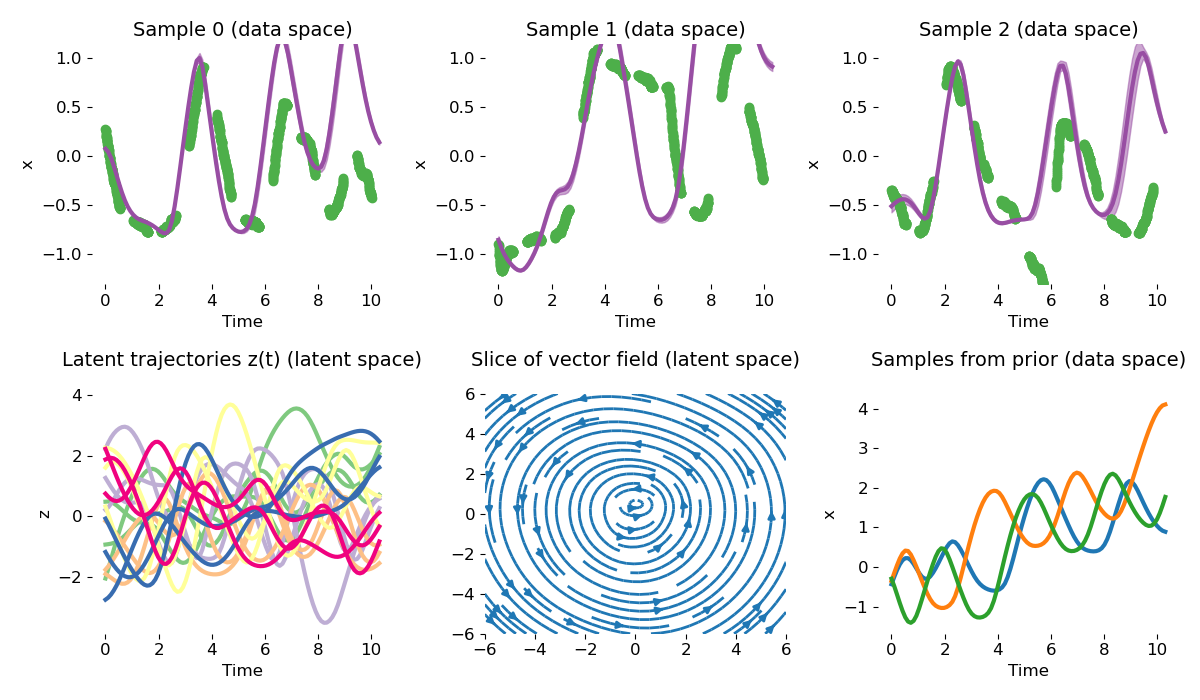 Sample 0 (data space)
Sample 1 (data space)
Sample 2 (data space)
1.0
0.5
0.0
−0.5
−1.0
x
0 2 4 6 8 10
Time
1.0
0.5
0.0
−0.5
−1.0
x
0 2 4 6 8 10
Time
1.0
0.5
0.0
−0.5
−1.0
x
0 2 4 6 8 10
Time
Latent trajectories z(t) (latent space)
Slice of vector field (latent space)
Samples from prior (data space)
4
2
0
−2
z
0 2 4 6 8 10
Time
6
4
2
0
−2
−4
−6
−6 −4 −2 0 2 4 6
4
3
2
1
0
−1
x
0 2 4 6 8 10
Time